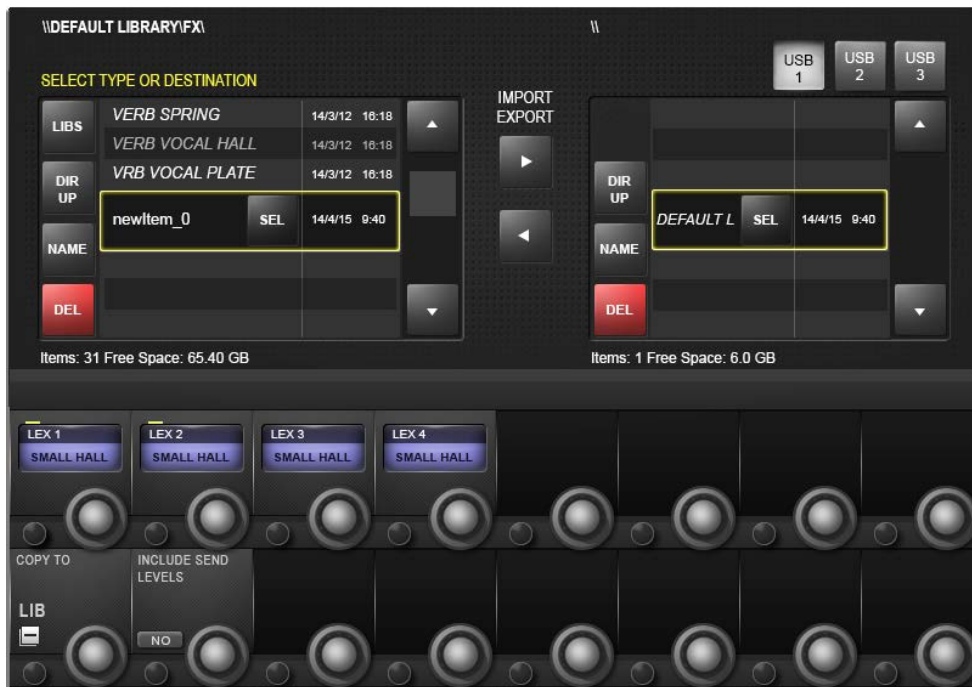 \\DEFAULT LIBRARY\FX\
\\
USB 1
USB 2
USB 3
SELECT TYPE OR DESTINATION
IMPORT
EXPORT
LIBS
DIR
UP
NAME
DEL
VERB SPRING 14/3/12 16:18
VERB VOCAL HALL 14/3/12 16:18
VRB VOCAL PLATE 14/3/12 16:18
newItem_0 SEL 14/4/15 9:40
DIR
UP
NAME
DEL
DEFAULT L SEL 14/4/15 9:40
Items: 31 Free Space: 65.40 GB
Items: 1 Free Space: 6.0 GB
LEX 1
SMALL HALL
LEX 2
SMALL HALL
LEX 3
SMALL HALL
LEX 4
SMALL HALL
COPY TO
LIB
INCLUDE SEND
LEVELS
NO